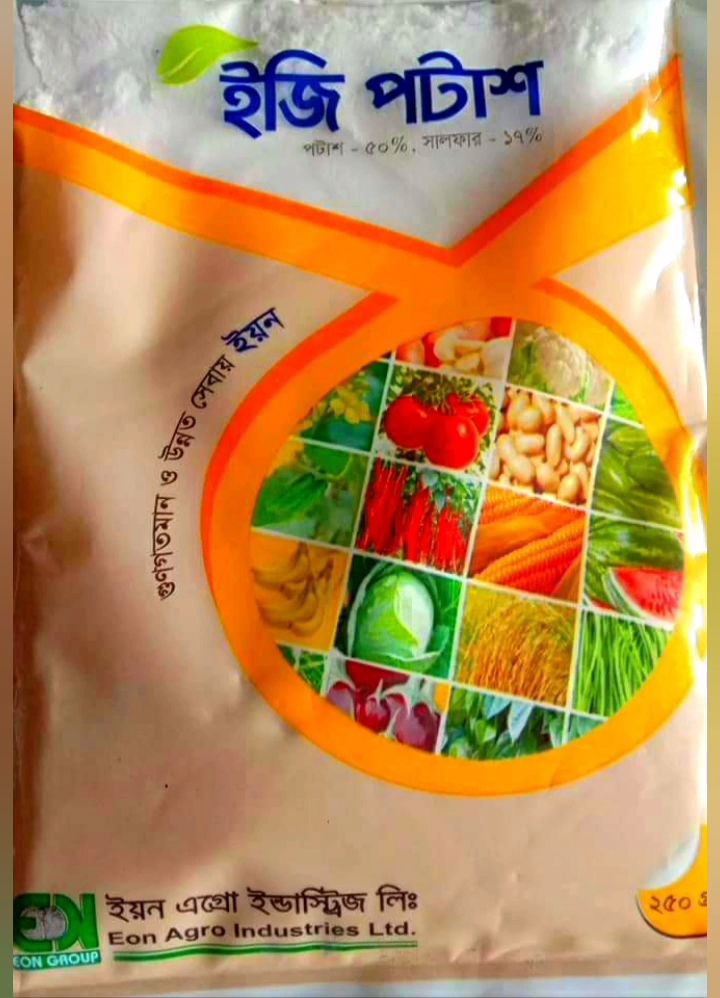 ইজি পটাশ
পটাশ - ৫০%, সালফার - ১৭%
গুণগতমান ও উন্নত সেবায় ইয়ন
ইয়ন এগ্রো ইন্ডাস্ট্রিজ লিঃ
Eon Agro Industries Ltd.
EON GROUP
২৫০